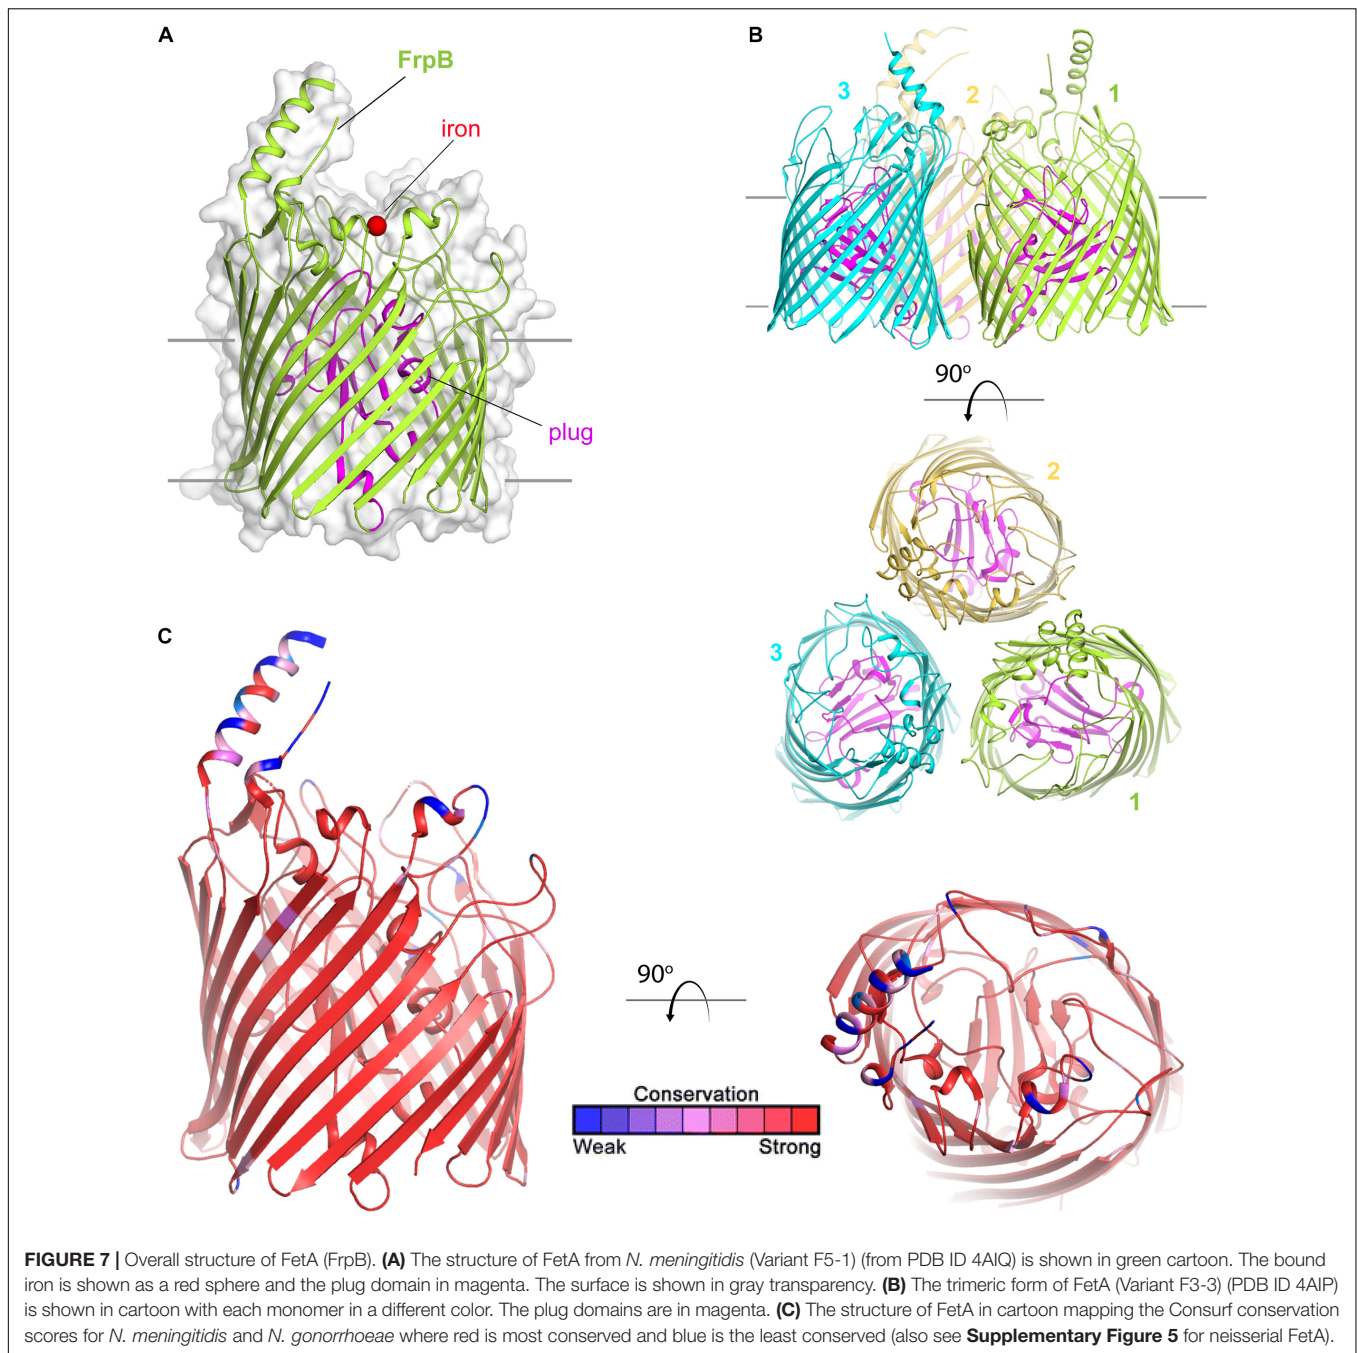 A
FrpB
iron
plug
B
3
2
1
90°
2
3
1
C
90°
Conservation
Weak Strong
FIGURE 7 | Overall structure of FetA (FrpB). (A) The structure of FetA from N. meningitidis (Variant F5-1) (from PDB ID 4AIQ) is shown in green cartoon. The bound
iron is shown as a red sphere and the plug domain in magenta. The surface is shown in gray transparency. (B) The trimeric form of FetA (Variant F3-3) (PDB ID 4AIP)
is shown in cartoon with each monomer in a different color. The plug domains are in magenta. (C) The structure of FetA in cartoon mapping the Consurf conservation
scores for N. meningitidis and N. gonorrhoeae where red is most conserved and blue is the least conserved (also see Supplementary Figure 5 for neisserial FetA).